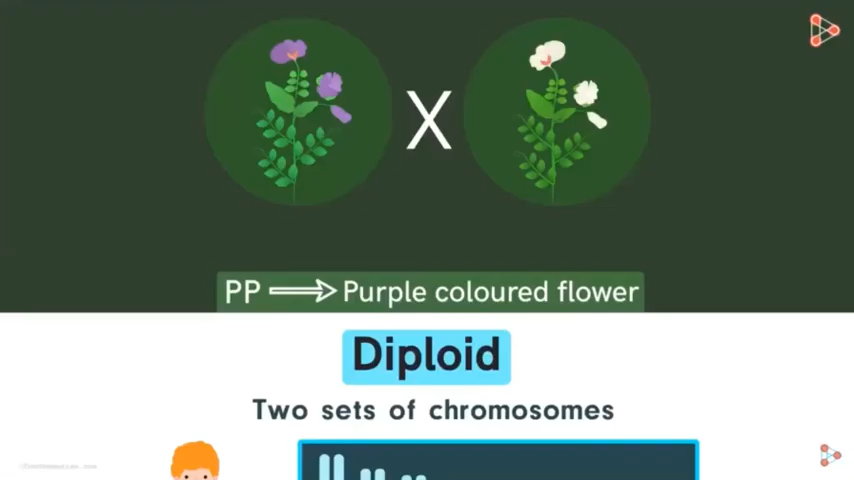 X
PP ⟹ Purple coloured flower
Diploid
Two sets of chromosomes